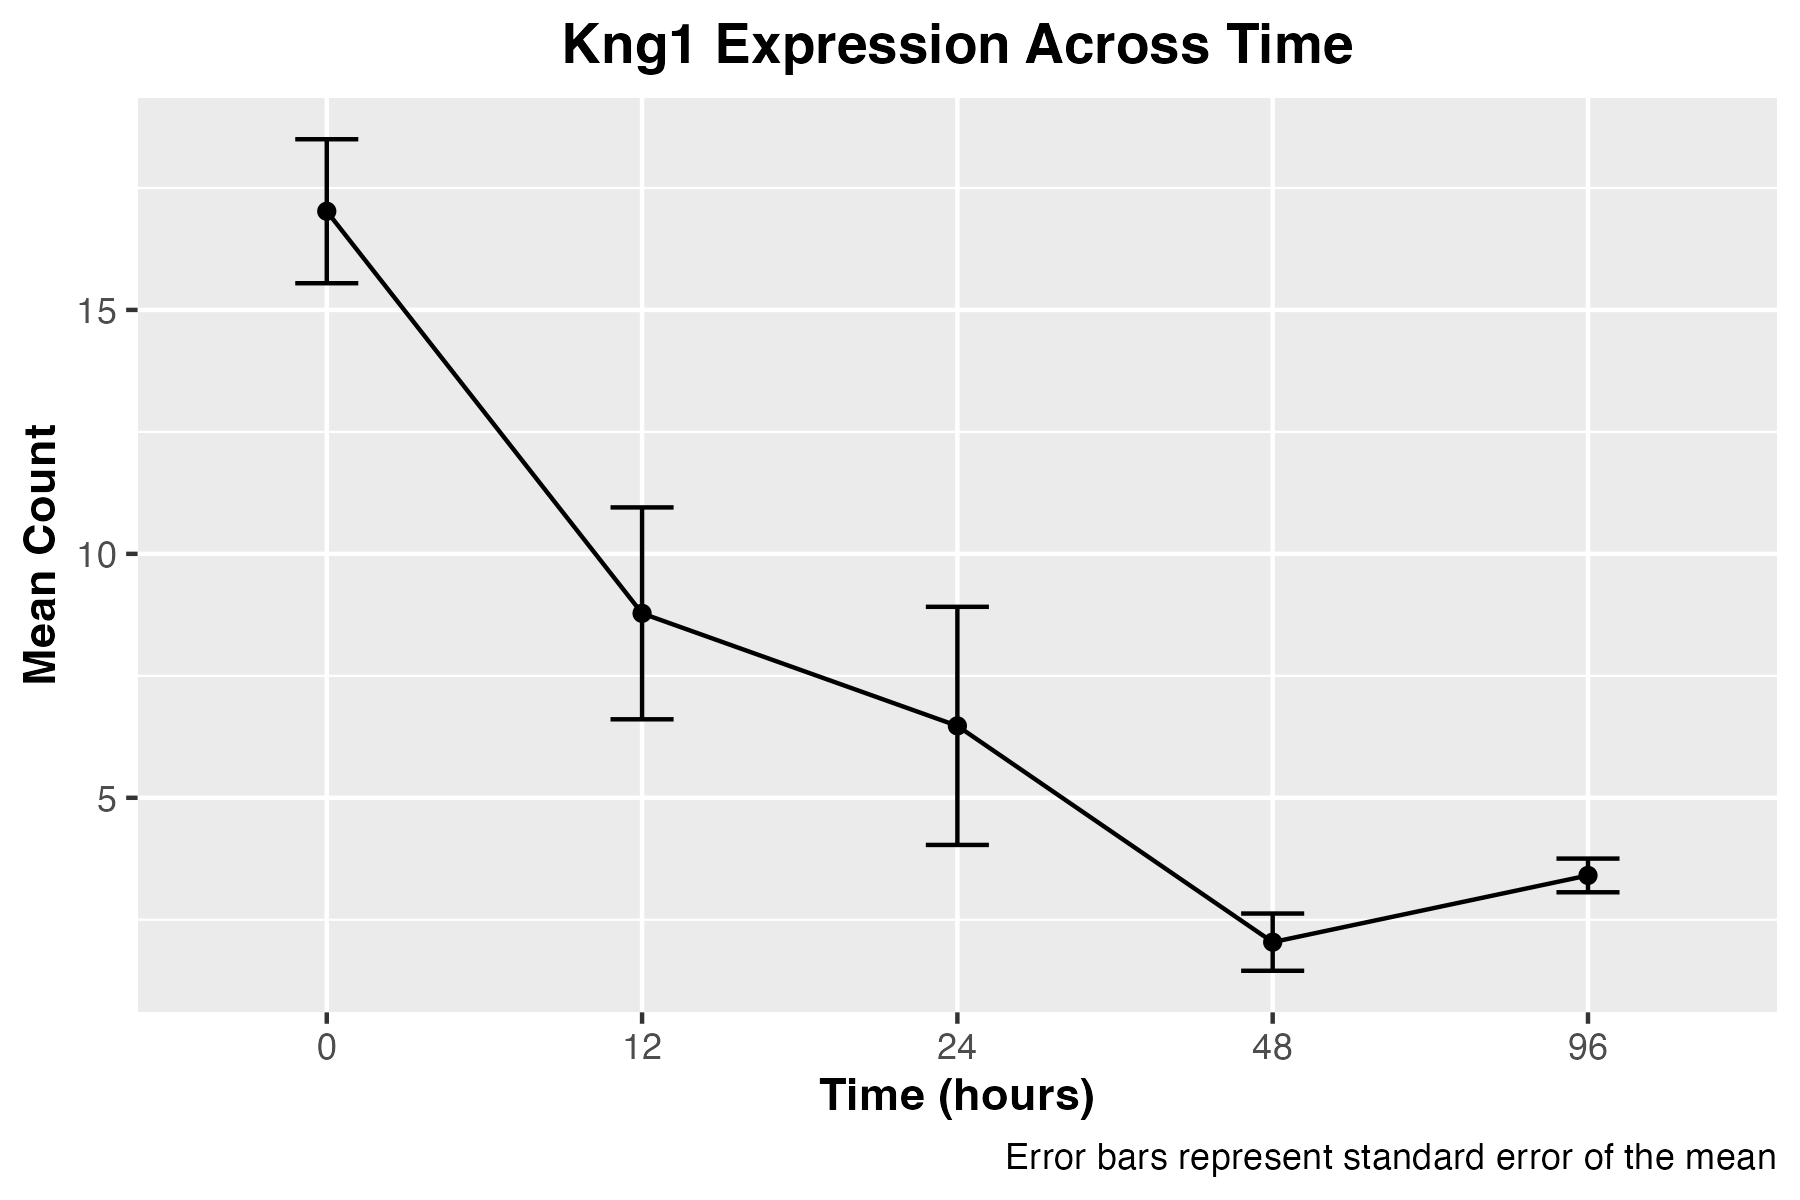 Kng1 Expression Across Time
Mean Count
15
10
5
0 12 24 48 96
Time (hours)
Error bars represent standard error of the mean